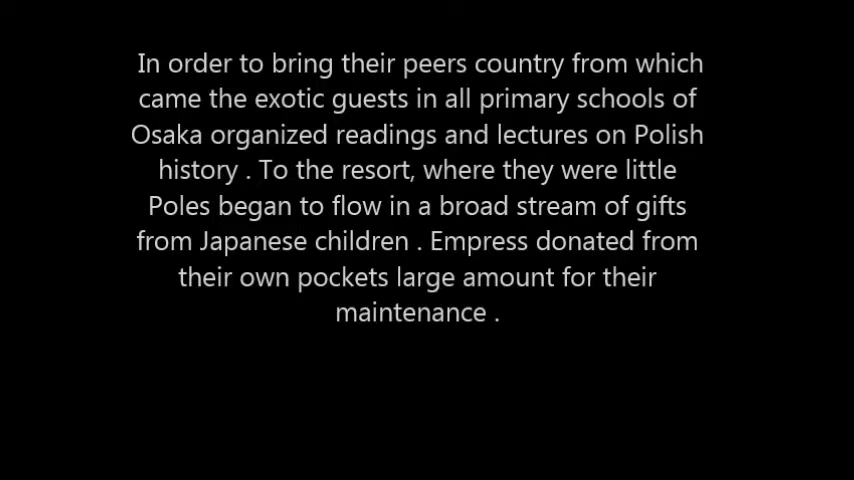 In order to bring their peers country from which
came the exotic guests in all primary schools of
Osaka organized readings and lectures on Polish
history . To the resort, where they were little
Poles began to flow in a broad stream of gifts
from Japanese children . Empress donated from
their own pockets large amount for their
maintenance .